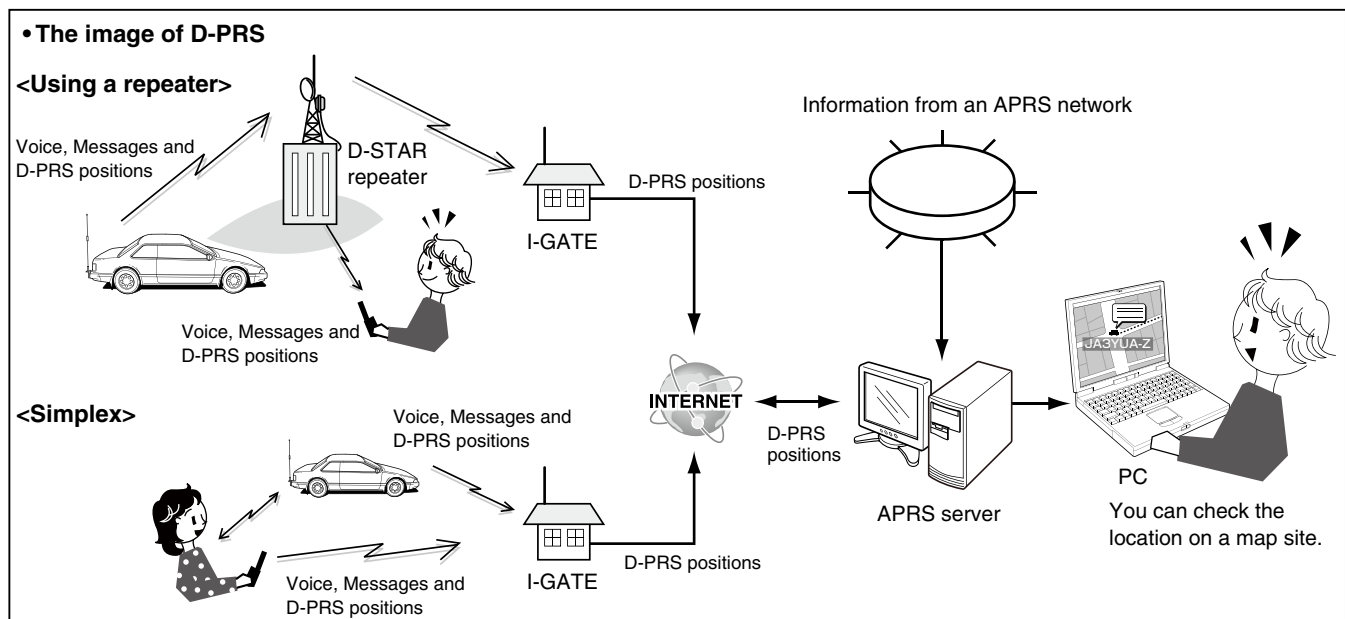 • The image of D-PRS
<Using a repeater>
Voice, Messages and
D-PRS positions
D-STAR
repeater
Voice, Messages and
D-PRS positions
I-GATE
D-PRS positions
Information from an APRS network
INTERNET
D-PRS
positions
APRS server
JA3YUA-Z
PC
You can check the
location on a map site.
<Simplex>
Voice, Messages and
D-PRS positions
Voice, Messages and
D-PRS positions
I-GATE
D-PRS positions